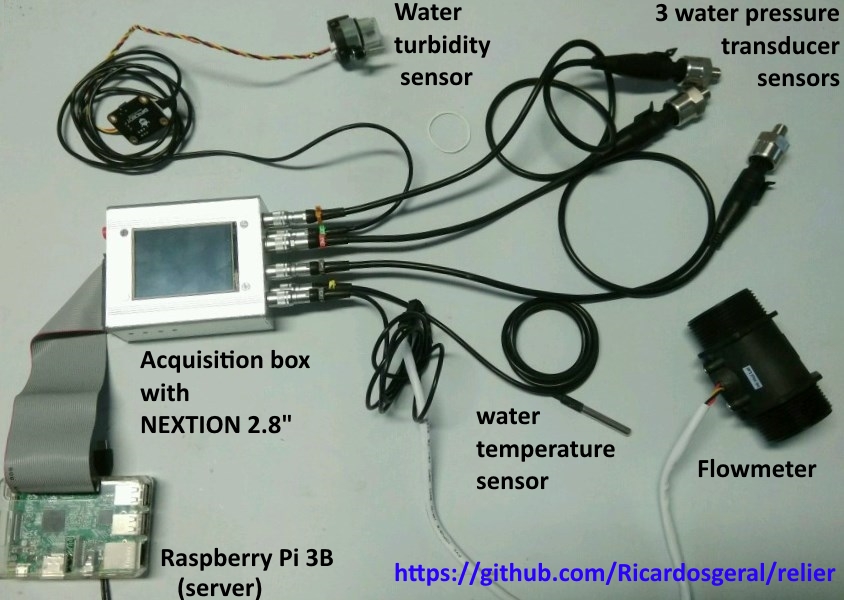 Water
turbidity
sensor
3 water pressure
transducer
sensors
Acquisition box
with
NEXTION 2.8"
water
temperature
sensor
Flowmeter
Raspberry Pi 3B
(server)
https://github.com/Ricardosgeral/relier